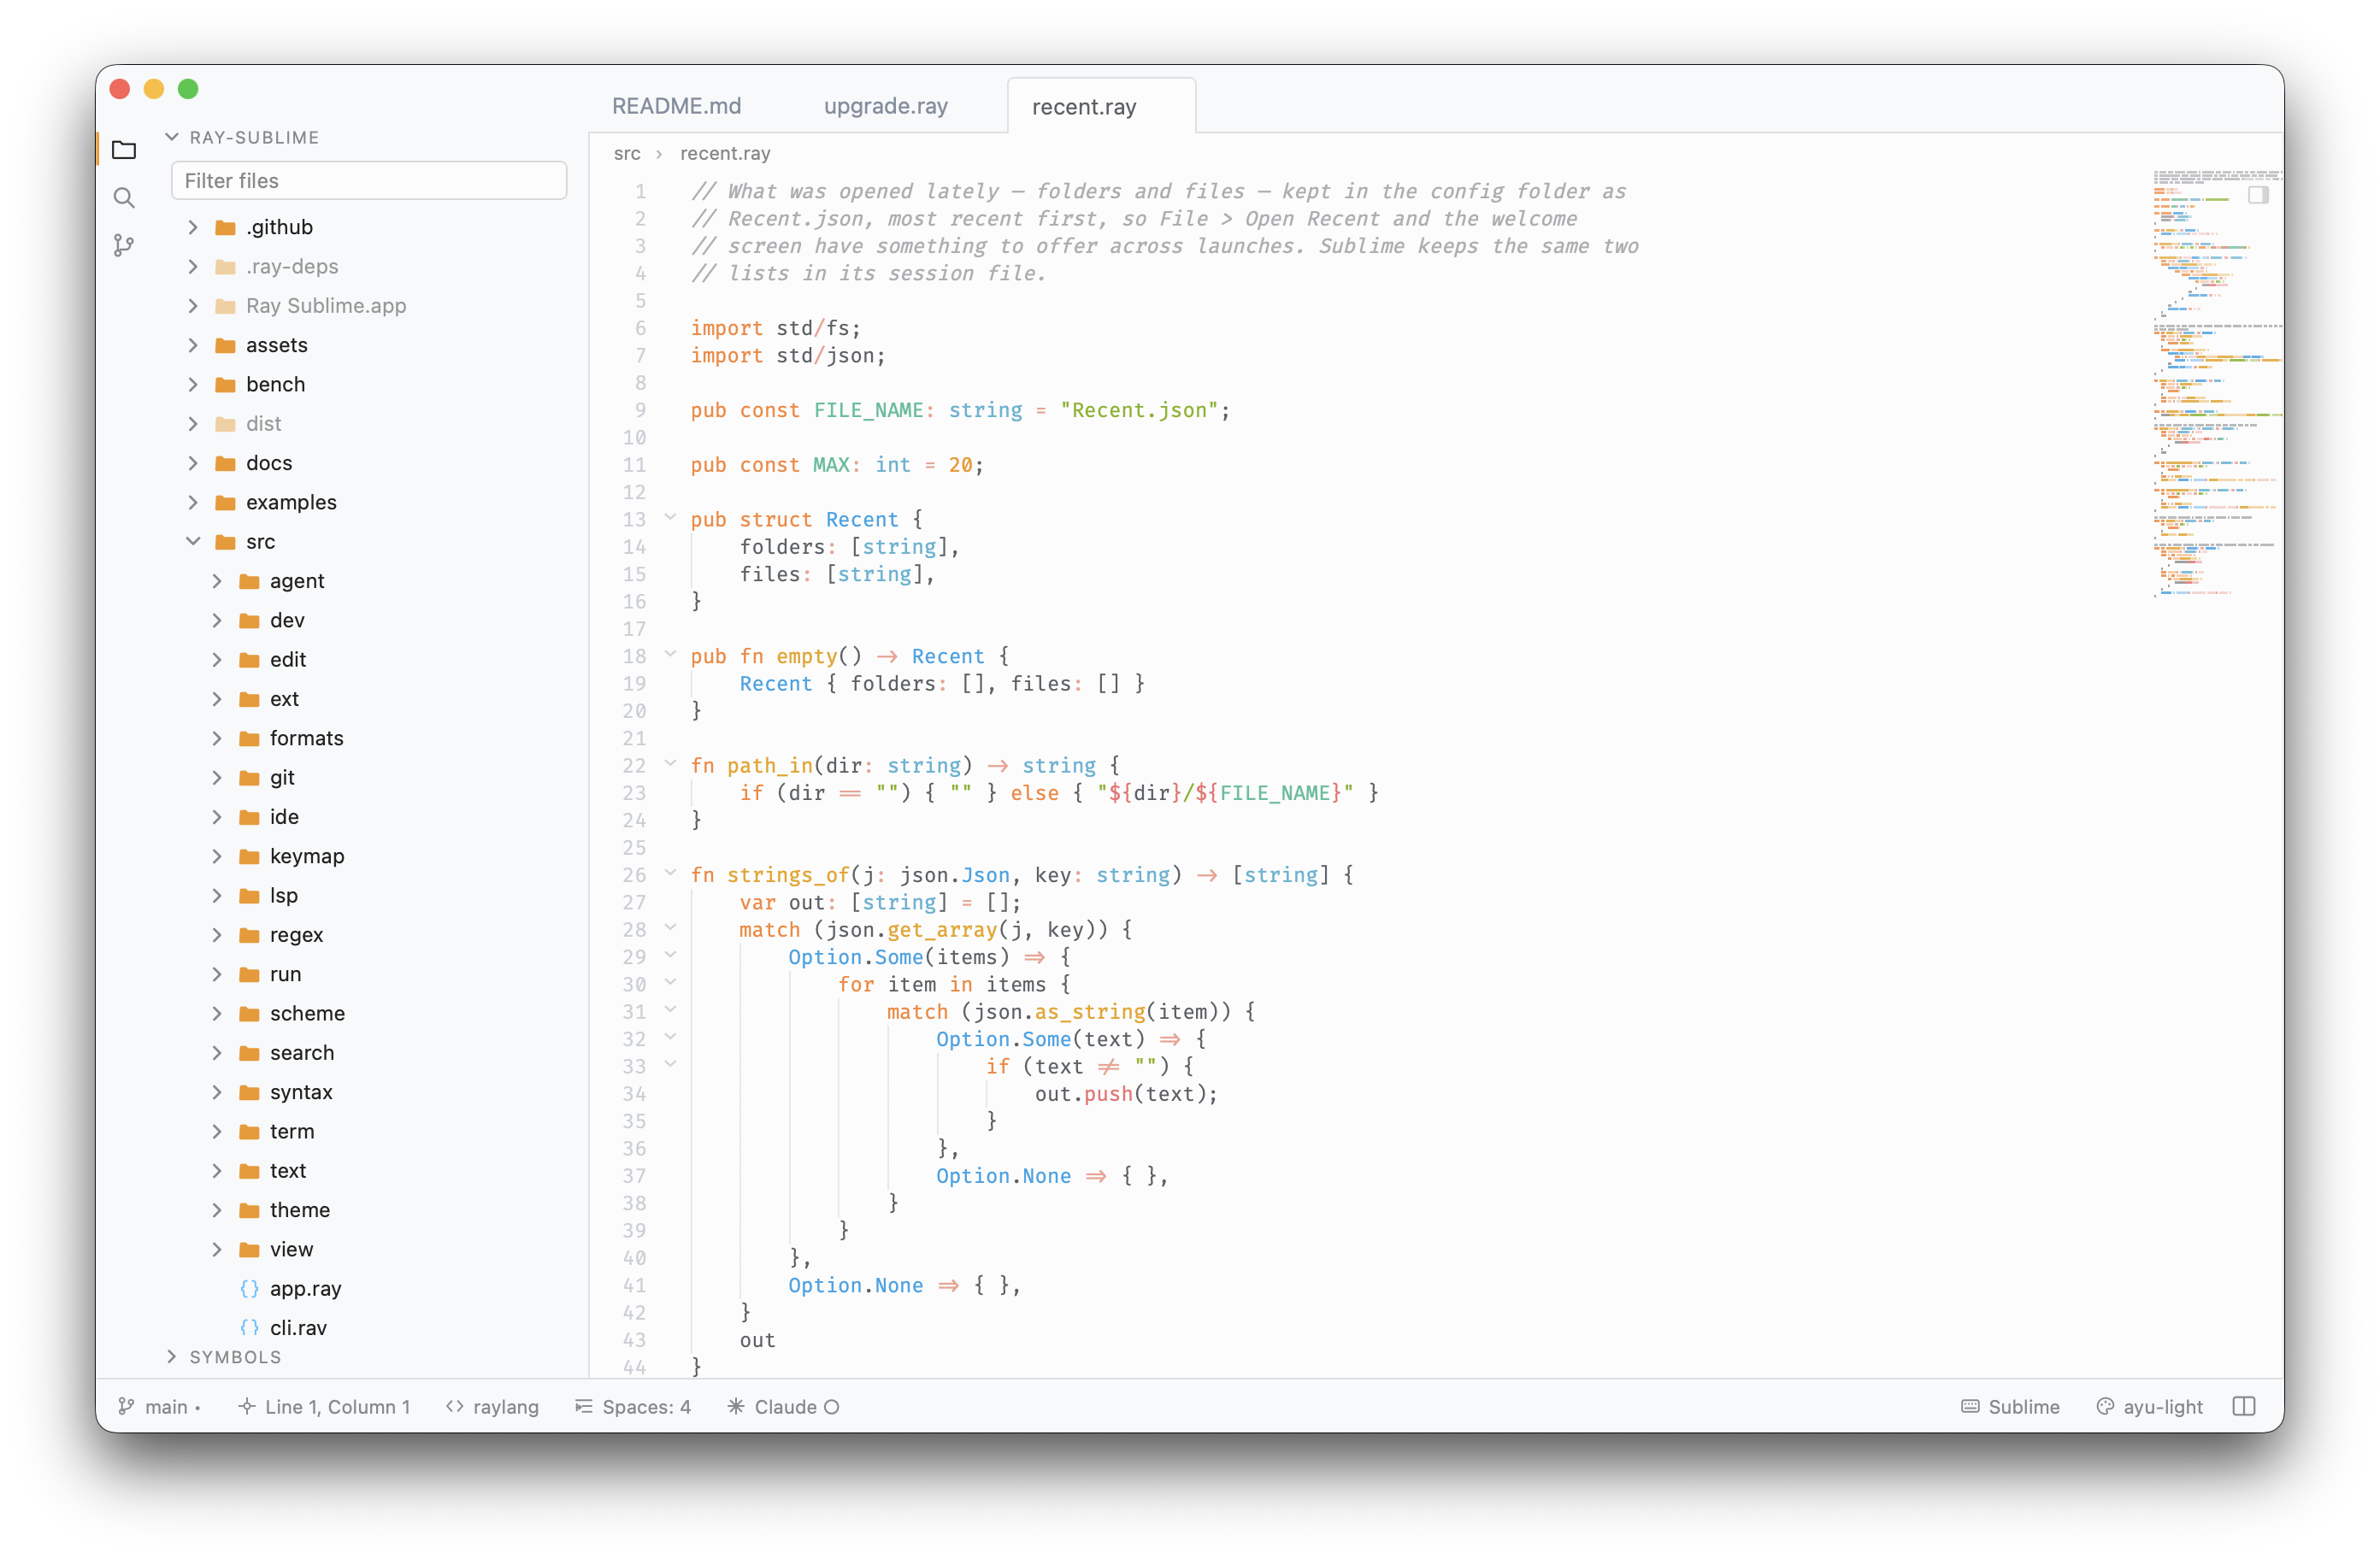 README.md
upgrade.ray
recent.ray
RAY-SUBLIME
Filter files
.github
.ray-deps
Ray Sublime.app
assets
bench
dist
docs
examples
src
agent
dev
edit
ext
formats
git
ide
keymap
lsp
regex
run
scheme
search
syntax
term
text
theme
view
app.ray
SYMBOLS
src › recent.ray
1 // What was opened lately — folders and files — kept in the config folder as
2 // Recent.json, most recent first, so File > Open Recent and the welcome
3 // screen have something to offer across launches. Sublime keeps the same two
4 // lists in its session file.
5
6 import std/fs;
7 import std/json;
8
9 pub const FILE_NAME: string = "Recent.json";
10
11 pub const MAX: int = 20;
12
13 pub struct Recent {
14     folders: [string],
15     files: [string],
16 }
17
18 pub fn empty() -> Recent {
19     Recent { folders: [], files: [] }
20 }
21
22 fn path_in(dir: string) -> string {
23     if (dir == "") { "" } else { "${dir}/${FILE_NAME}" }
24 }
25
26 fn strings_of(j: json.Json, key: string) -> [string] {
27     var out: [string] = [];
28     match (json.get_array(j, key)) {
29         Option.Some(items) => {
30             for item in items {
31                 match (json.as_string(item)) {
32                     Option.Some(text) => {
33                         if (text != "") {
34                             out.push(text);
35                         }
36                     },
37                     Option.None => { },
38                 }
39             }
40         },
41         Option.None => { },
42     }
43     out
44 }
main •
Line 1, Column 1
raylang
Spaces: 4
Claude
Sublime
ayu-light